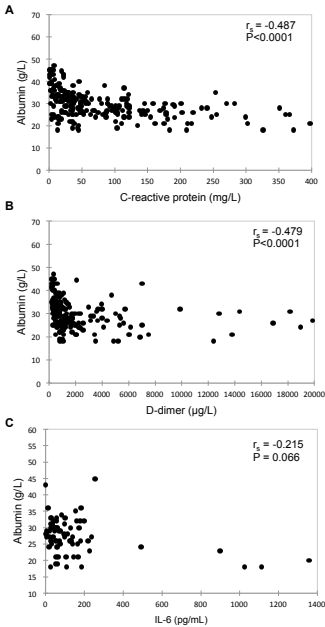 A
r_s = -0.487
P<0.0001
Albumin (g/L)
70
60
50
40
30
20
10
0
0 50 100 150 200 250 300 350 400
C-reactive protein (mg/L)
B
r_s = -0.479
P<0.0001
Albumin (g/L)
70
60
50
40
30
20
10
0
0 2000 4000 6000 8000 10000 12000 14000 16000 18000 20000
D-dimer (µg/L)
C
r_s = -0.215
P = 0.066
Albumin (g/L)
60
55
50
45
40
35
30
25
20
15
10
0 200 400 600 800 1000 1200 1400
IL-6 (pg/mL)